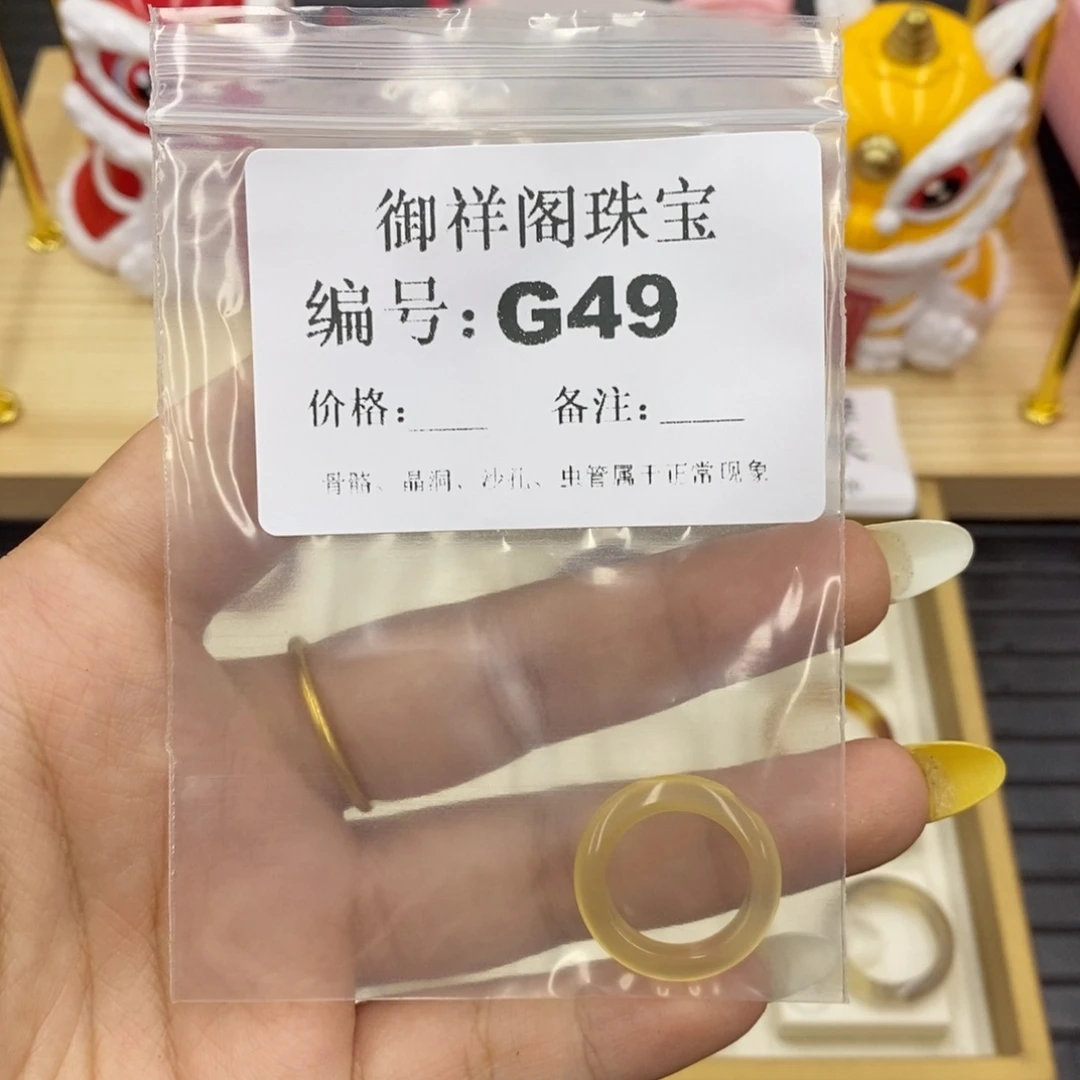 御祥阁珠宝
编号:G49
价格:____ 备注:____
骨髓、晶洞、沙孔、虫管属于正常现象